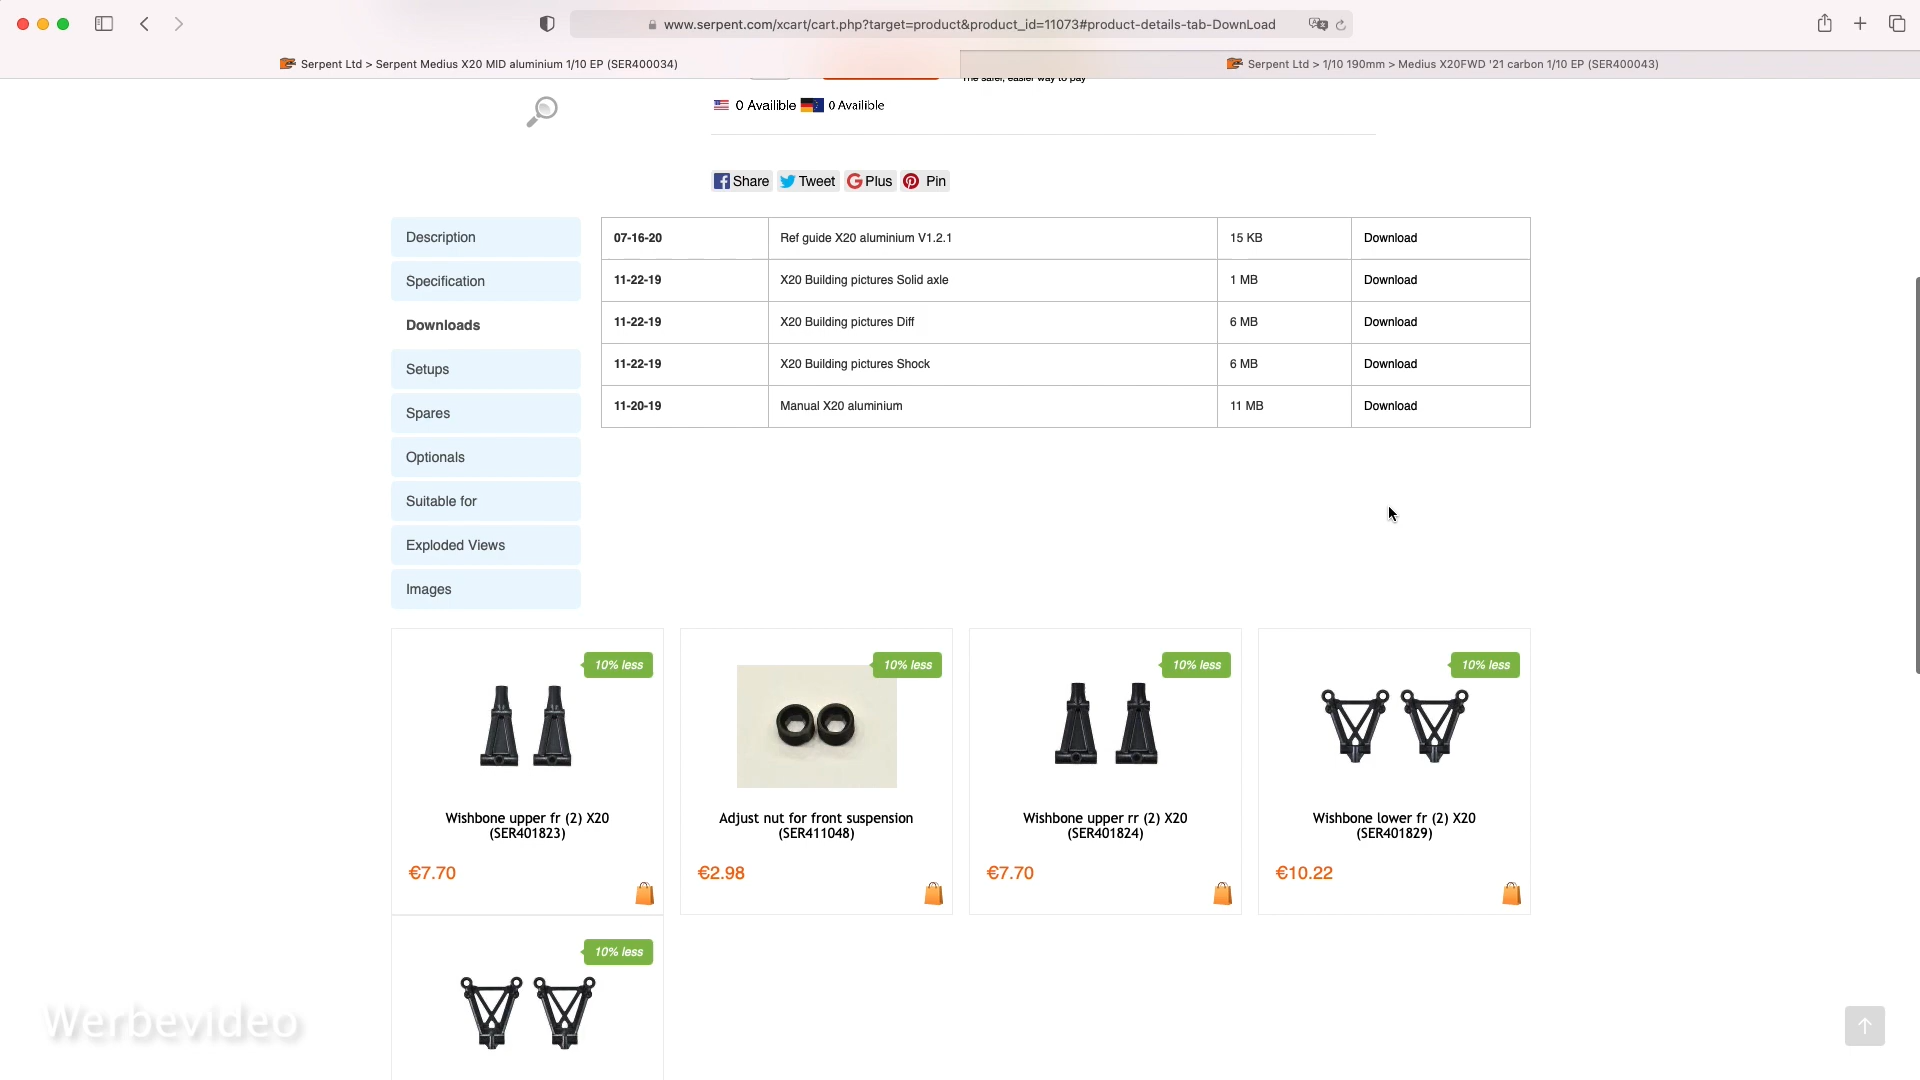 www.serpent.com/xcart/cart.php?target=product&product_id=11073#product-details-tab-DownLoad
Serpent Ltd > Serpent Medius X20 MID aluminium 1/10 EP (SER400034)
Serpent Ltd > 1/10 190mm > Medius X20FWD '21 carbon 1/10 EP (SER400043)
The safer, easier way to pay
0 Availible 0 Availible
Share Tweet Plus Pin
Description
Specification
Downloads
Setups
Spares
Optionals
Suitable for
Exploded Views
Images
07-16-20 Ref guide X20 aluminium V1.2.1 15 KB Download
11-22-19 X20 Building pictures Solid axle 1 MB Download
11-22-19 X20 Building pictures Diff 6 MB Download
11-22-19 X20 Building pictures Shock 6 MB Download
11-20-19 Manual X20 aluminium 11 MB Download
10% less
Wishbone upper fr (2) X20
(SER401823)
€7.70
10% less
Adjust nut for front suspension
(SER411048)
€2.98
10% less
Wishbone upper rr (2) X20
(SER401824)
€7.70
10% less
Wishbone lower fr (2) X20
(SER401829)
€10.22
10% less
Werbevideo